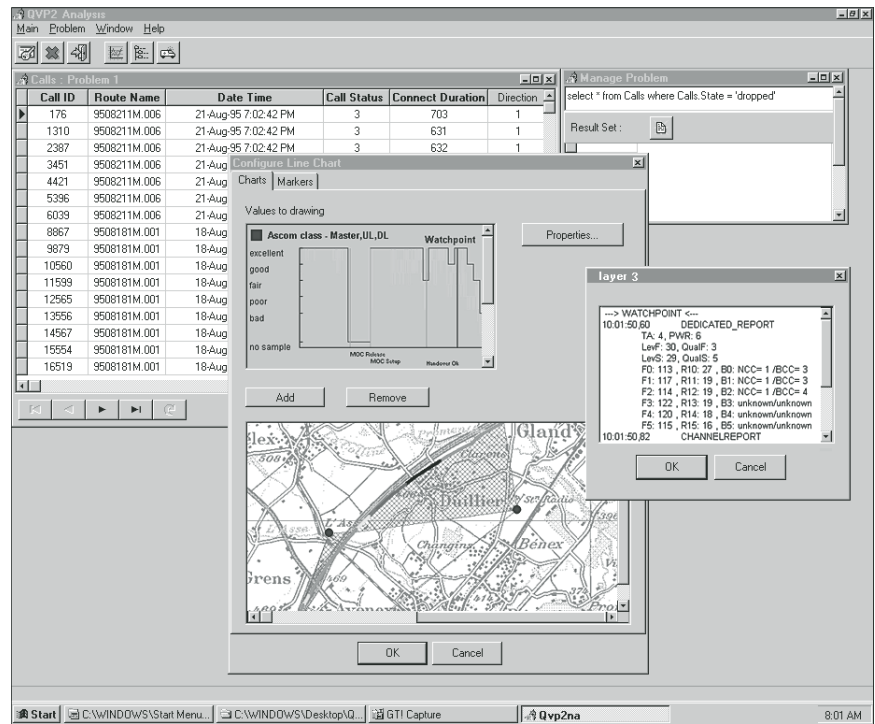 QVP2 Analysis
Main Problem Window Help
Calls : Problem 1
Call ID Route Name Date Time Call Status Connect Duration Direction
176 9508211M.006 21-Aug-95 7:02:42 PM 3 703 1
1310 9508211M.006 21-Aug-95 7:02:42 PM 3 631 1
2387 9508211M.006 21-Aug-95 7:02:42 PM 3 632 1
3451 9508211M.006 21-Aug
4421 9508211M.006 21-Aug
5396 9508211M.006 21-Aug
6039 9508211M.006 21-Aug
8867 9508181M.001 18-Aug
9879 9508181M.001 18-Aug
10560 9508181M.001 18-Aug
11599 9508181M.001 18-Aug
12565 9508181M.001 18-Aug
13556 9508181M.001 18-Aug
14567 9508181M.001 18-Aug
15554 9508181M.001 18-Aug
16519 9508181M.001 18-Aug
Manage Problem
select * from Calls where Calls.State = 'dropped'
Result Set :
Configure Line Chart
Charts Markers
Values to drawing
Ascom class - Master,UL,DL
Watchpoint
excellent
good
fair
poor
bad
no sample
MOC Release
MOC Setup
Handover Ok
Properties...
Add Remove
Gland
Clarens
Duillier
L'Asse
Changins
Bénex
Grens
469
OK Cancel
layer 3
---> WATCHPOINT <---
10:01:50,60 DEDICATED_REPORT
TA: 4, PWR: 6
LevF: 30, QualF: 3
LevS: 29, QualS: 5
F0: 113 , R10: 27 , B0: NCC= 1 /BCC= 3
F1: 117 , R11: 19 , B1: NCC= 1 /BCC= 3
F2: 114 , R12: 19 , B2: NCC= 1 /BCC= 4
F3: 122 , R13: 19 , B3: unknown/unknown
F4: 120 , R14: 18 , B4: unknown/unknown
F5: 115 , R15: 16 , B5: unknown/unknown
10:01:50,82 CHANNELREPORT
OK Cancel
Start C:\WINDOWS\Start Menu... C:\WINDOWS\Desktop\Q... GT! Capture Qvp2na 8:01 AM